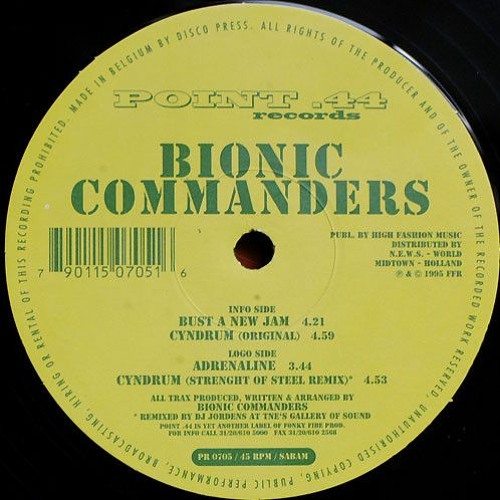 MADE IN BELGIUM BY DISCO PRESS. ALL RIGHTS OF THE PRODUCER AND OF THE OWNER OF THE RECORDED WORK RESERVED. UNAUTHORISED COPYING, PUBLIC PERFORMANCE, BROADCASTING, HIRING OR RENTAL OF THIS RECORDING PROHIBITED.
POINT .44
records
BIONIC
COMMANDERS
7 90115 07051 6
PUBL. BY HIGH FASHION MUSIC
DISTRIBUTED BY
N.E.W.S. - WORLD
MIDTOWN - HOLLAND
℗ & © 1995 FFR
INFO SIDE
BUST A NEW JAM 4.21
CYNDRUM (ORIGINAL) 4.59
LOGO SIDE
ADRENALINE 3.44
CYNDRUM (STRENGHT OF STEEL REMIX)* 4.53
ALL TRAX PRODUCED, WRITTEN & ARRANGED BY
BIONIC COMMANDERS
* REMIXED BY DJ JORDENS AT TNE'S GALLERY OF SOUND
POINT .44 IS YET ANOTHER LABEL OF FONKY FISH PROD.
FOR INFO CALL 31/20/610 5000 FAX 31/20/610 2588
PR 0705 / 45 RPM / SABAM